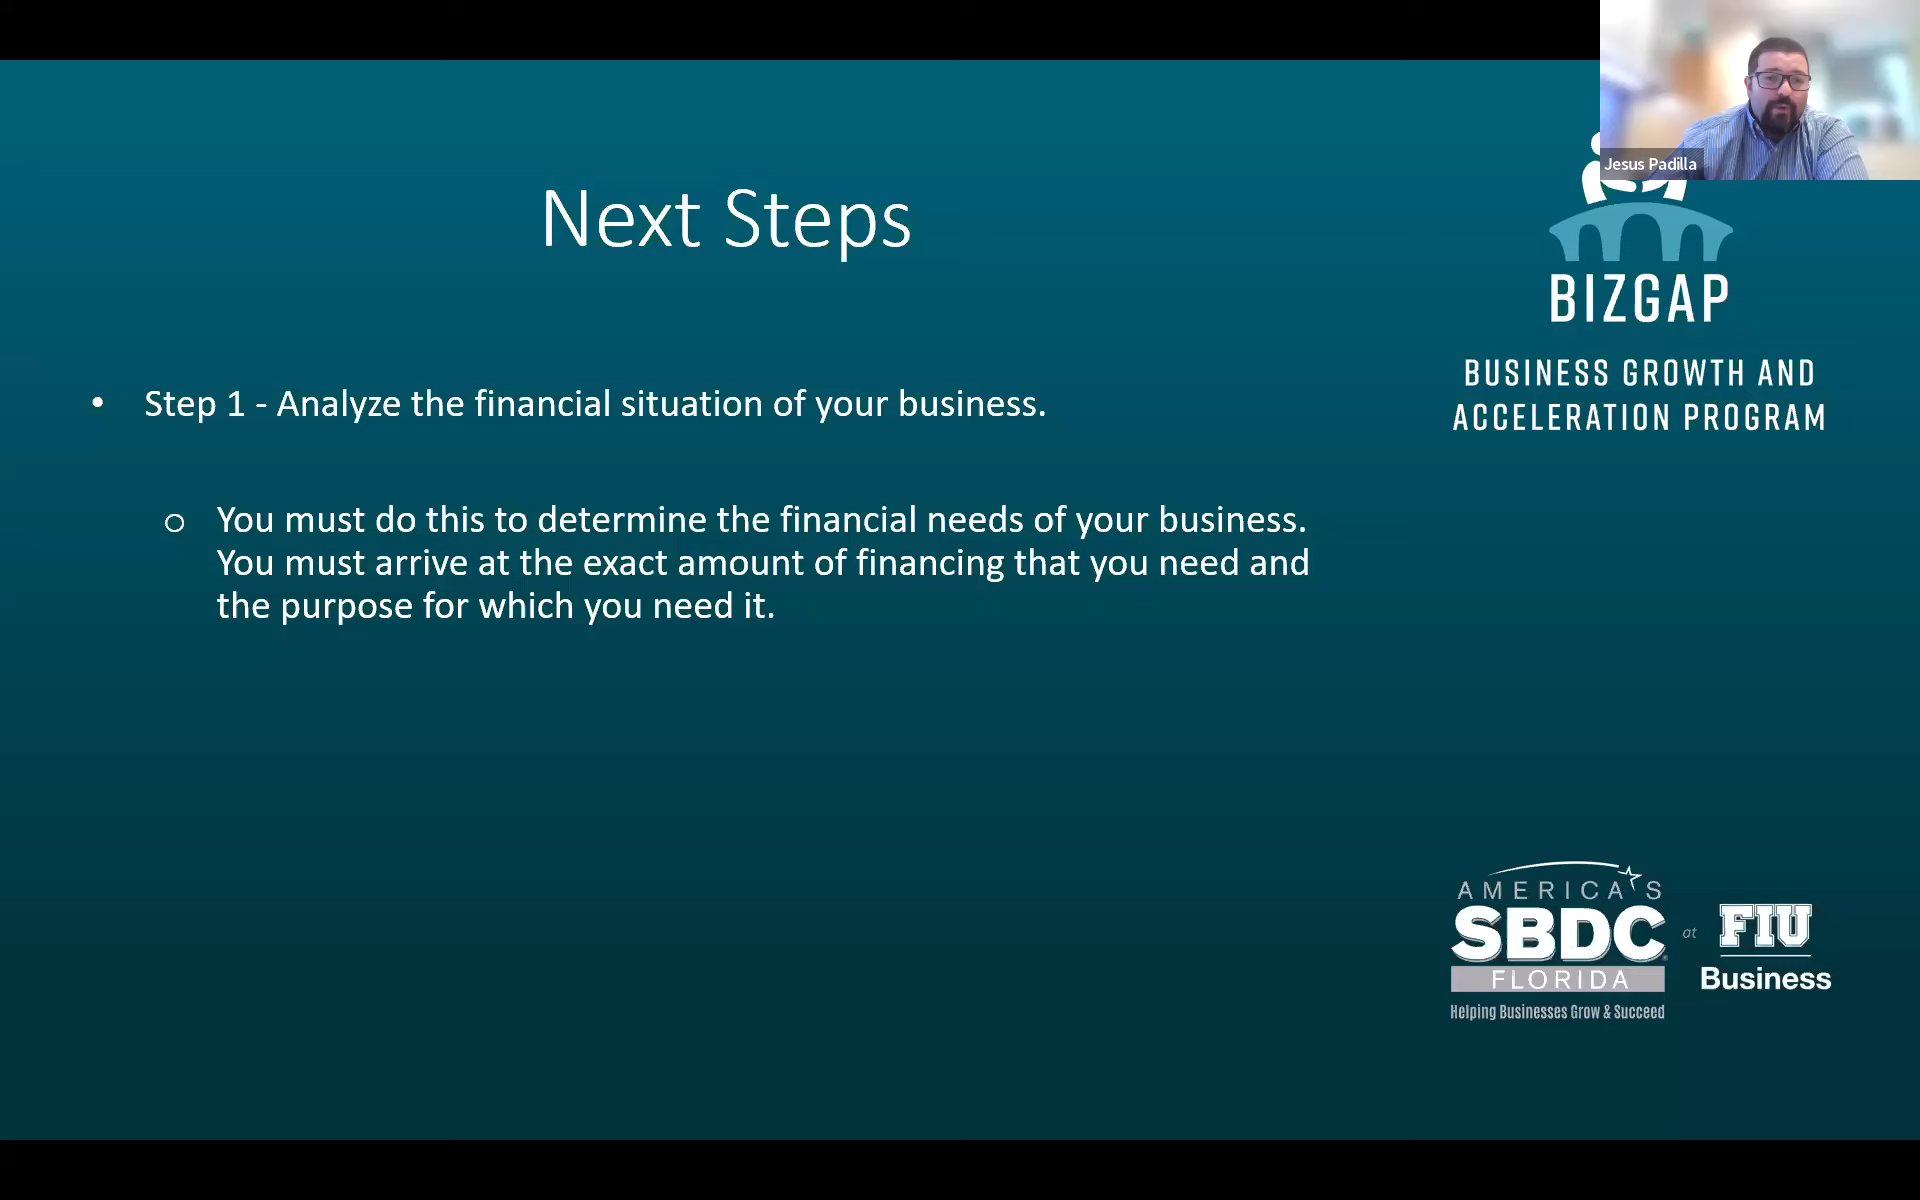 Jesus Padilla
Next Steps
BIZGAP
BUSINESS GROWTH AND
ACCELERATION PROGRAM
• Step 1 - Analyze the financial situation of your business.
o You must do this to determine the financial needs of your business.
You must arrive at the exact amount of financing that you need and
the purpose for which you need it.
AMERICA'S
SBDC
at
FIU
FLORIDA
Business
Helping Businesses Grow & Succeed